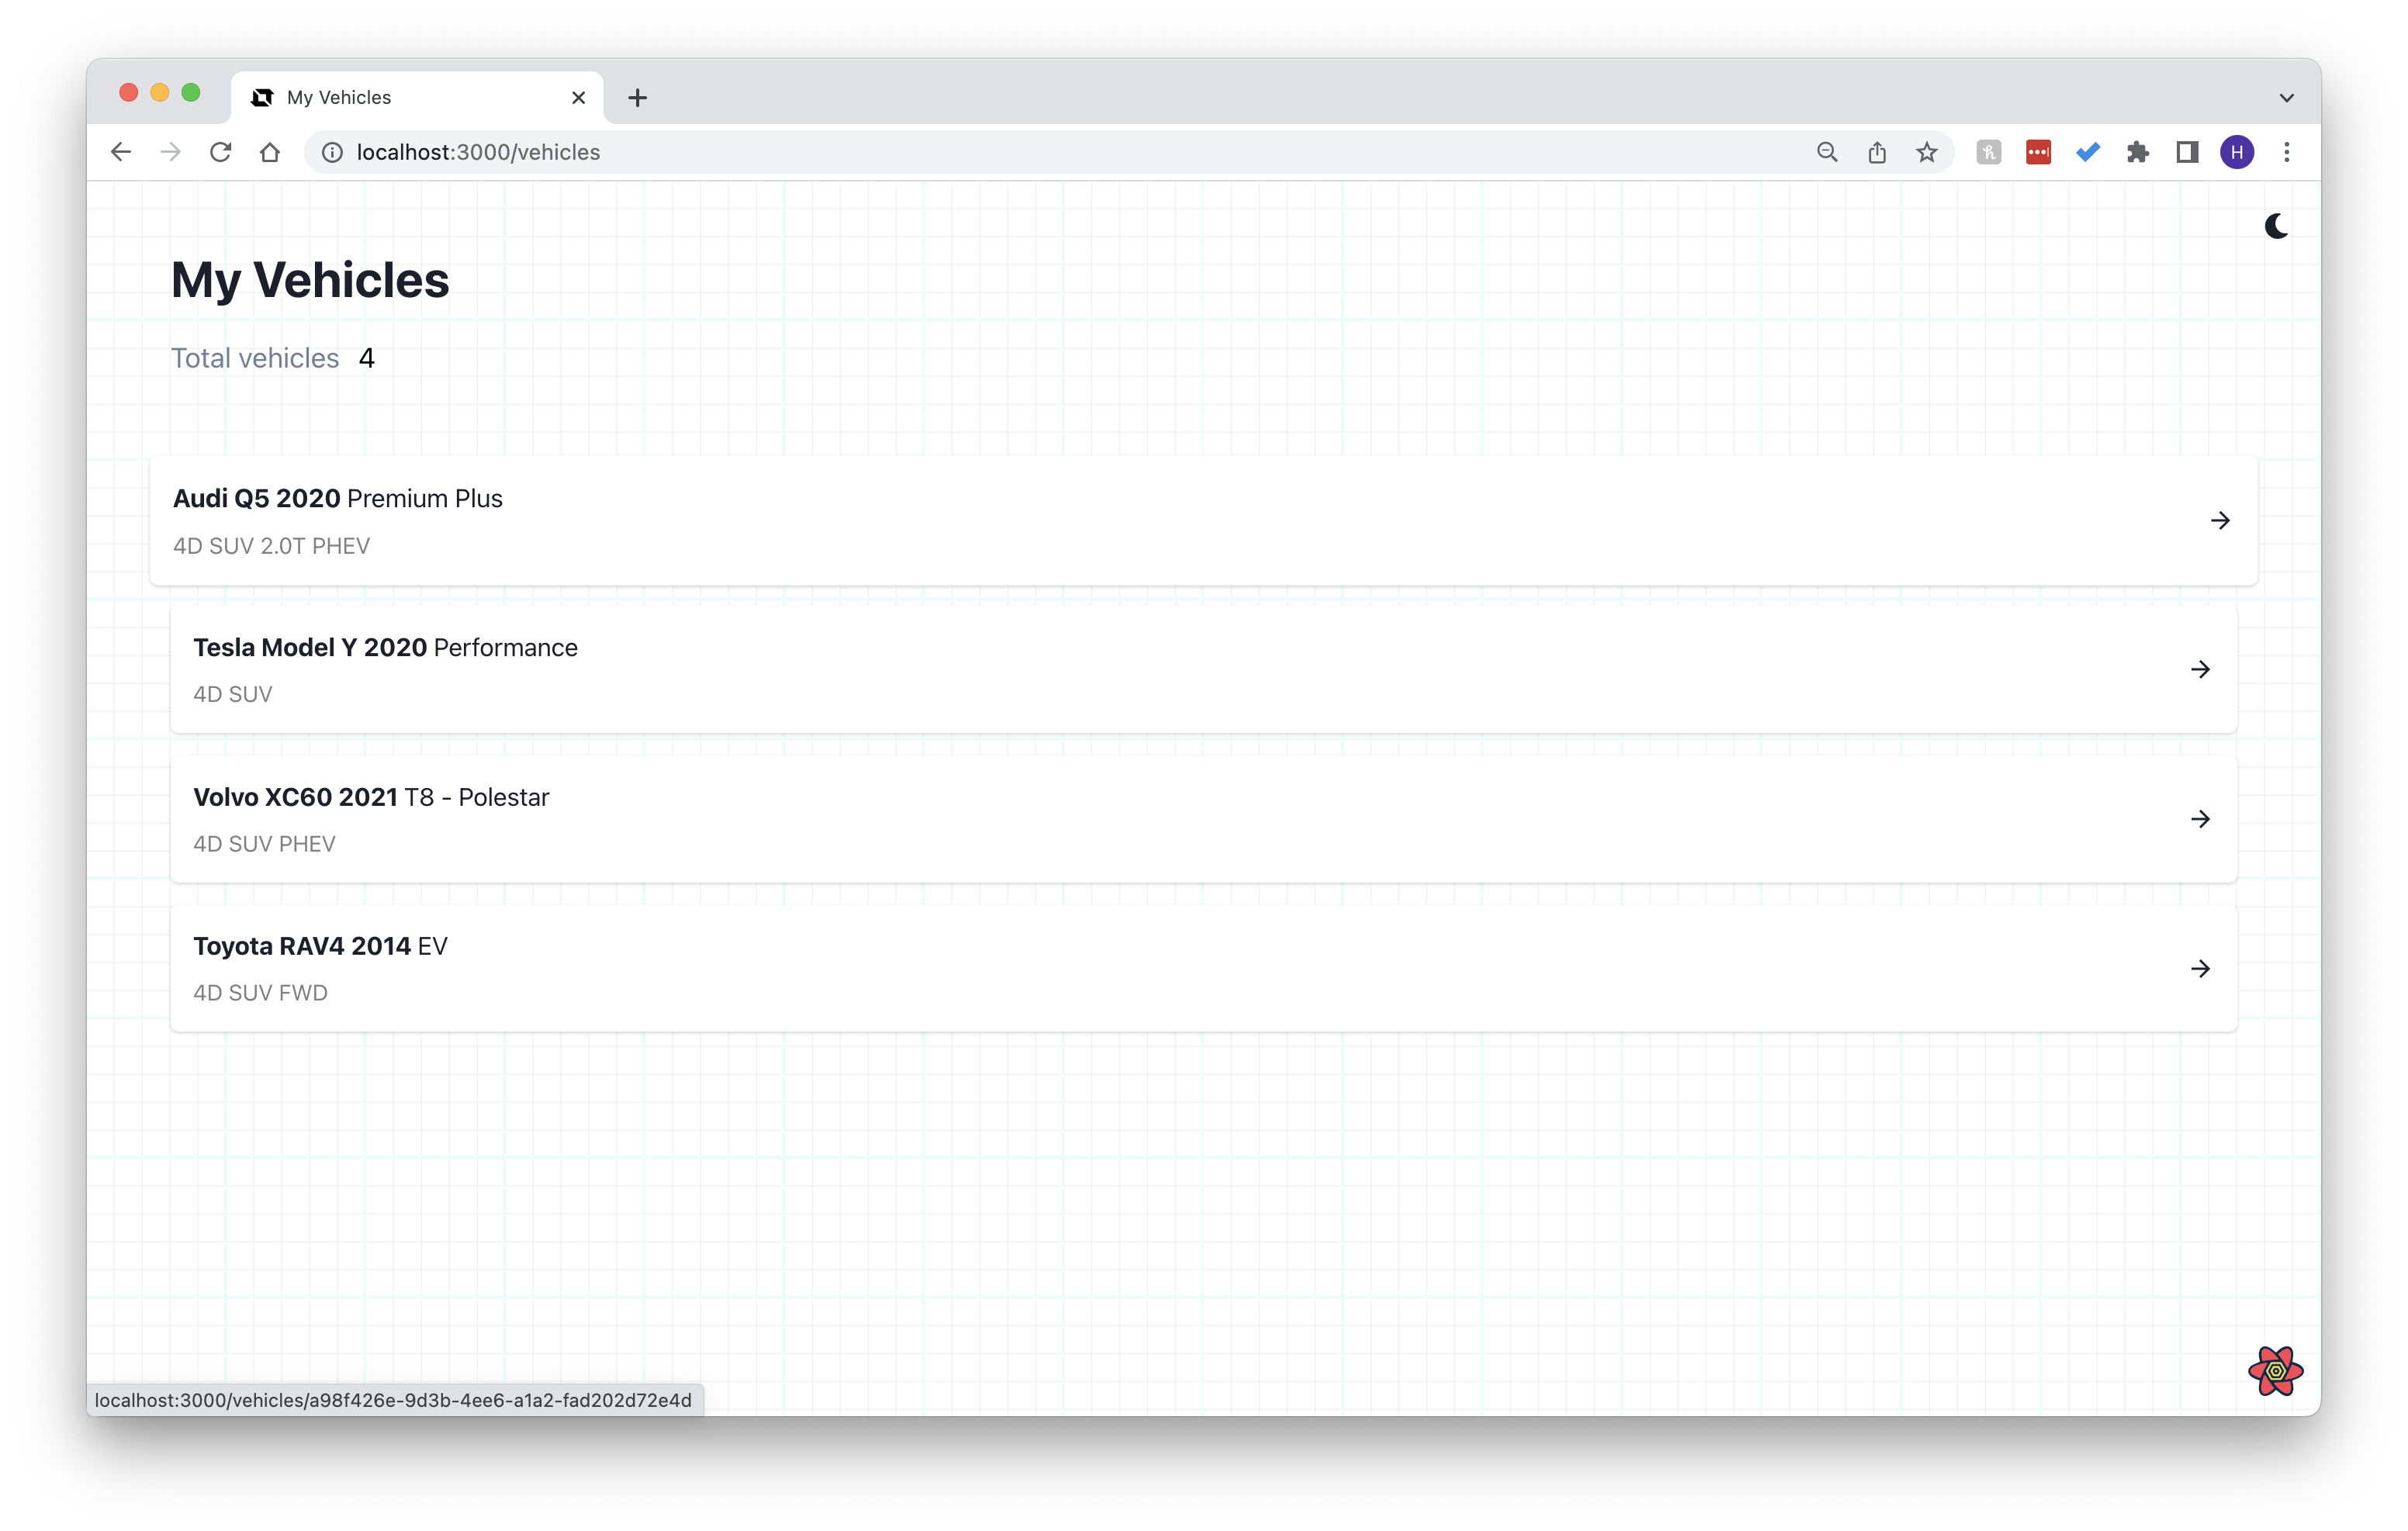 My Vehicles
localhost:3000/vehicles
H
My Vehicles
Total vehicles 4
Audi Q5 2020 Premium Plus
4D SUV 2.0T PHEV
Tesla Model Y 2020 Performance
4D SUV
Volvo XC60 2021 T8 - Polestar
4D SUV PHEV
Toyota RAV4 2014 EV
4D SUV FWD
localhost:3000/vehicles/a98f426e-9d3b-4ee6-a1a2-fad202d72e4d